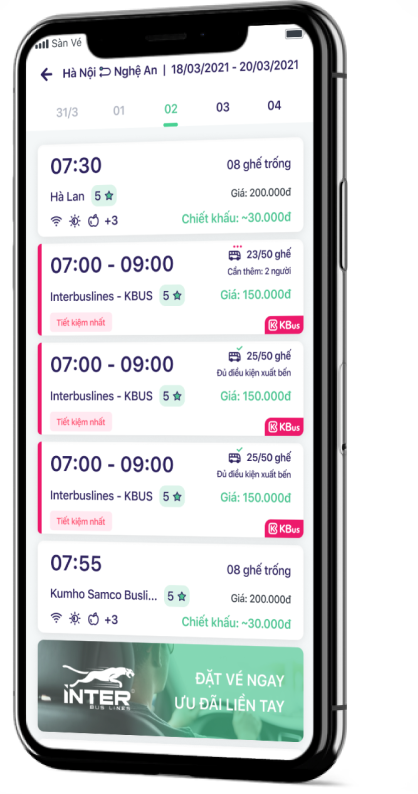 Sàn Vé
Hà Nội Nghệ An | 18/03/2021 - 20/03/2021
31/3 01 02 03 04
07:30 08 ghế trống
Hà Lan 5 Giá: 200.000đ
+3 Chiết khấu: ~30.000đ
07:00 - 09:00 23/50 ghế
Cần thêm: 2 người
Interbuslines - KBUS 5 Giá: 150.000đ
Tiết kiệm nhất KBus
07:00 - 09:00 25/50 ghế
Đủ điều kiện xuất bến
Interbuslines - KBUS 5 Giá: 150.000đ
Tiết kiệm nhất KBus
07:00 - 09:00 25/50 ghế
Đủ điều kiện xuất bến
Interbuslines - KBUS 5 Giá: 150.000đ
Tiết kiệm nhất KBus
07:55 08 ghế trống
Kumho Samco Busli... 5 Giá: 200.000đ
+3 Chiết khấu: ~30.000đ
ĐẶT VÉ NGAY
INTER ƯU ĐÃI LIỀN TAY
BUS LINES